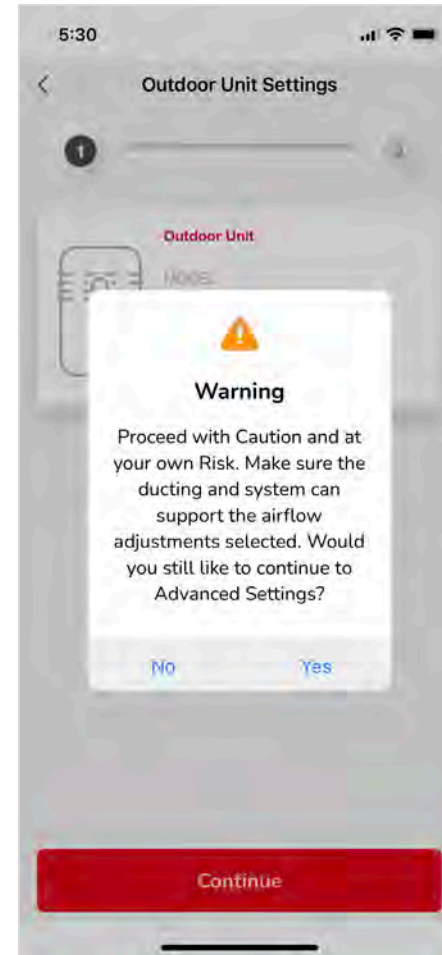 5:30
Outdoor Unit Settings
1
Outdoor Unit
MODEL
Warning
Proceed with Caution and at
your own Risk. Make sure the
ducting and system can
support the airflow
adjustments selected. Would
you still like to continue to
Advanced Settings?
No
Yes
Continue